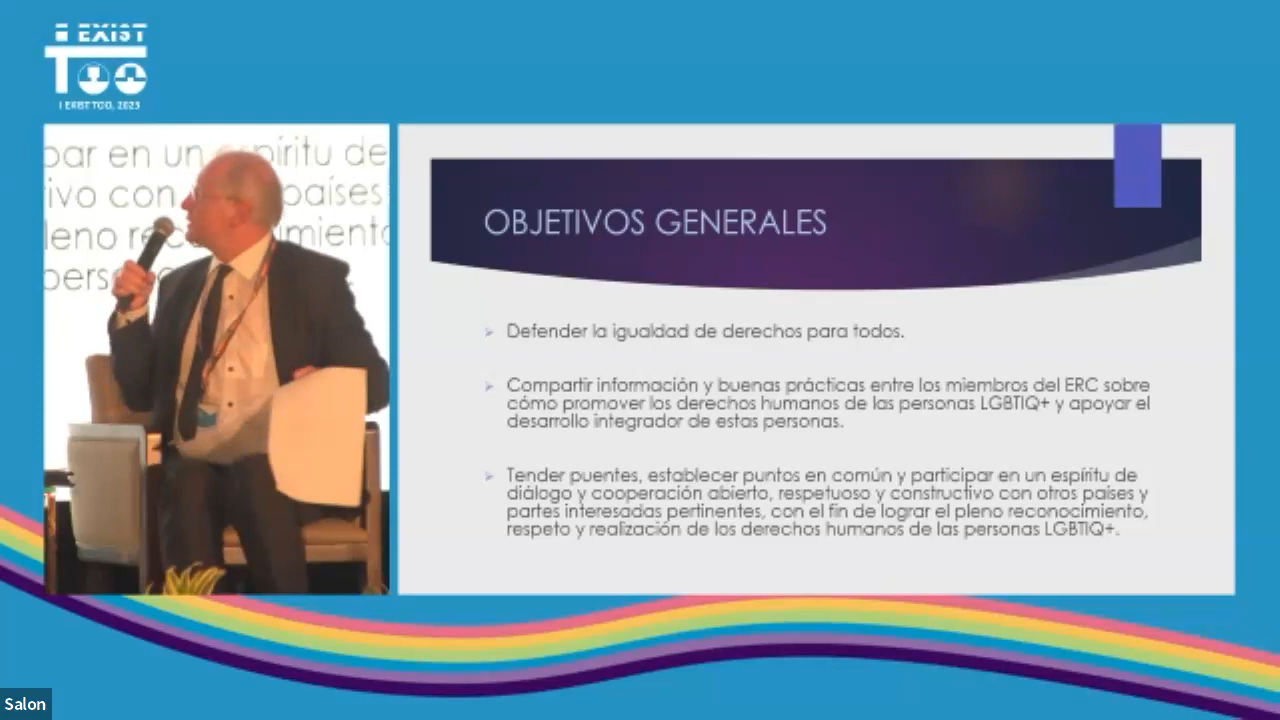 I EXIST
TOO
I EXIST TOO, 2023
par en un espíritu de
ivo con países
leno miento
pers
OBJETIVOS GENERALES
Defender la igualdad de derechos para todos.
Compartir información y buenas prácticas entre los miembros del ERC sobre
cómo promover los derechos humanos de las personas LGBTIQ+ y apoyar el
desarrollo integrador de estas personas.
Tender puentes, establecer puntos en común y participar en un espíritu de
diálogo y cooperación abierto, respetuoso y constructivo con otros países y
partes interesadas pertinentes, con el fin de lograr el pleno reconocimiento,
respeto y realización de los derechos humanos de las personas LGBTIQ+.
Salon